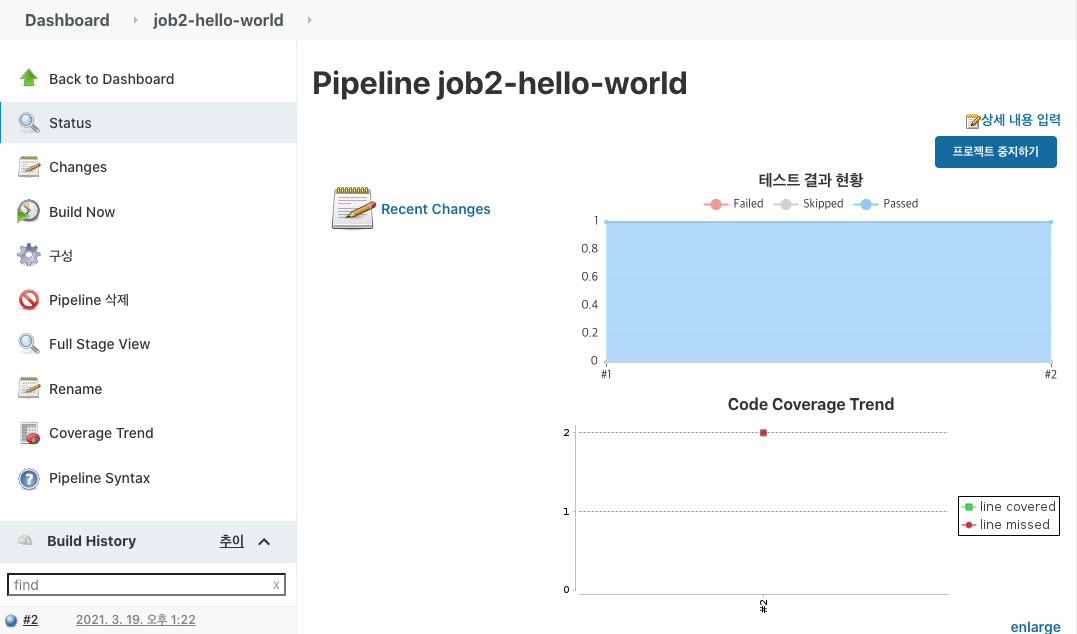 Dashboard job2-hello-world
Back to Dashboard
Status
Changes
Build Now
구성
Pipeline 삭제
Full Stage View
Rename
Coverage Trend
Pipeline Syntax
Build History 추이
find x
#2 2021. 3. 19. 오후 1:22
Pipeline job2-hello-world
상세 내용 입력
프로젝트 중지하기
Recent Changes
테스트 결과 현황
Failed Skipped Passed
1
0.8
0.6
0.4
0.2
0
#1 #2
Code Coverage Trend
2
1
0
#2
line covered
line missed
enlarge